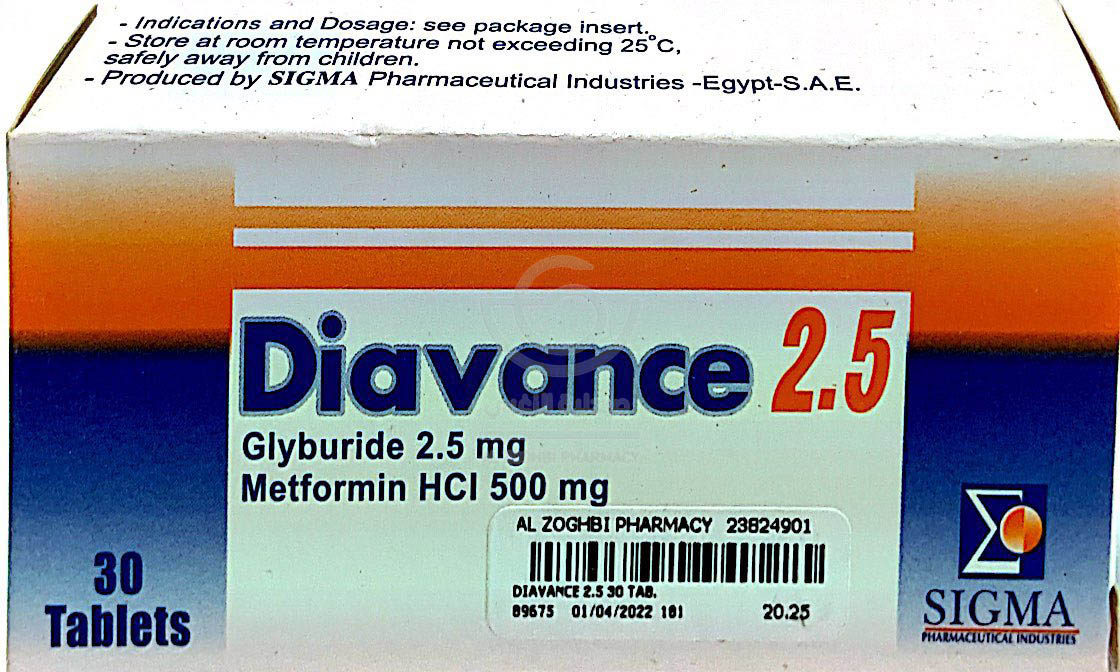 - Indications and Dosage: see package insert.
- Store at room temperature not exceeding 25°C,
safely away from children.
- Produced by SIGMA Pharmaceutical Industries -Egypt-S.A.E.
Diavance 2.5
Glyburide 2.5 mg
Metformin HCl 500 mg
30
Tablets
AL ZOGHBI PHARMACY 23824901
DIAVANCE 2.5 30 TAB.
89675 01/04/2022 181 20.25
SIGMA
PHARMACEUTICAL INDUSTRIES